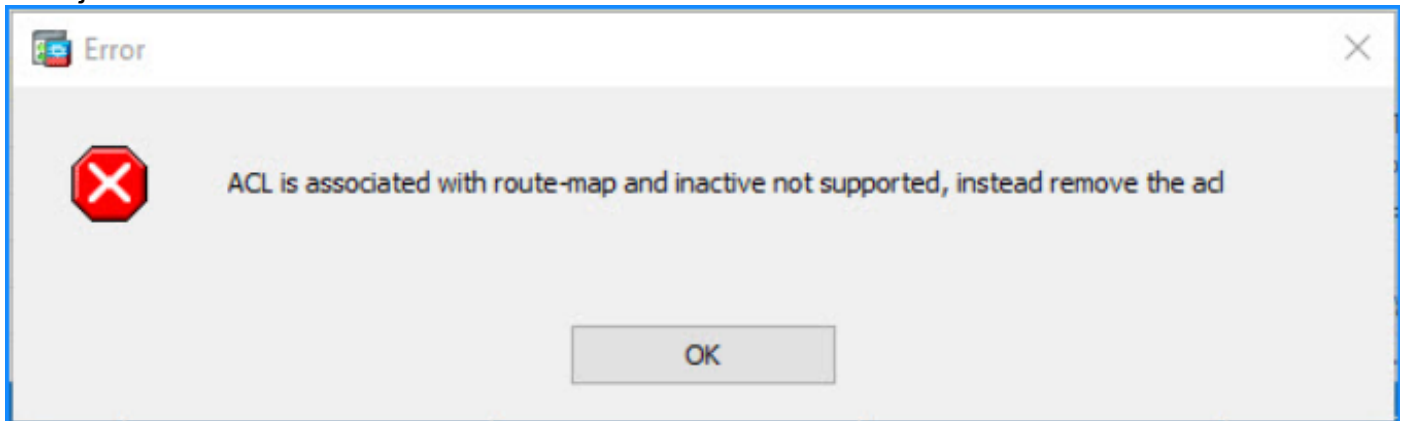 Error
ACL is associated with route-map and inactive not supported, instead remove the acl
OK